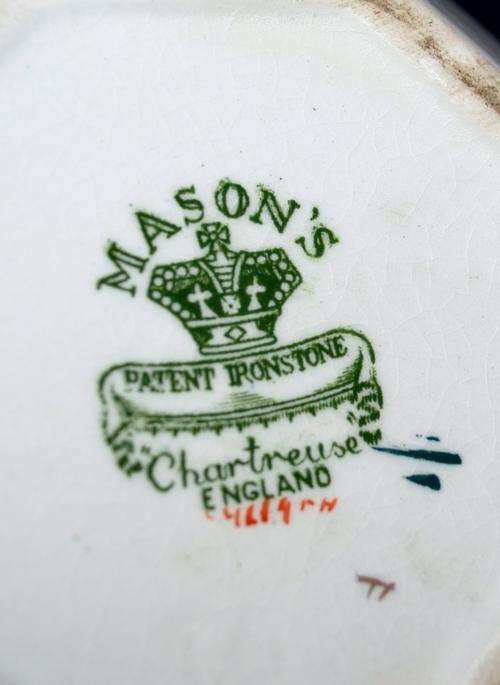 MASON'S
PATENT IRONSTONE
"Chartreuse"
ENGLAND